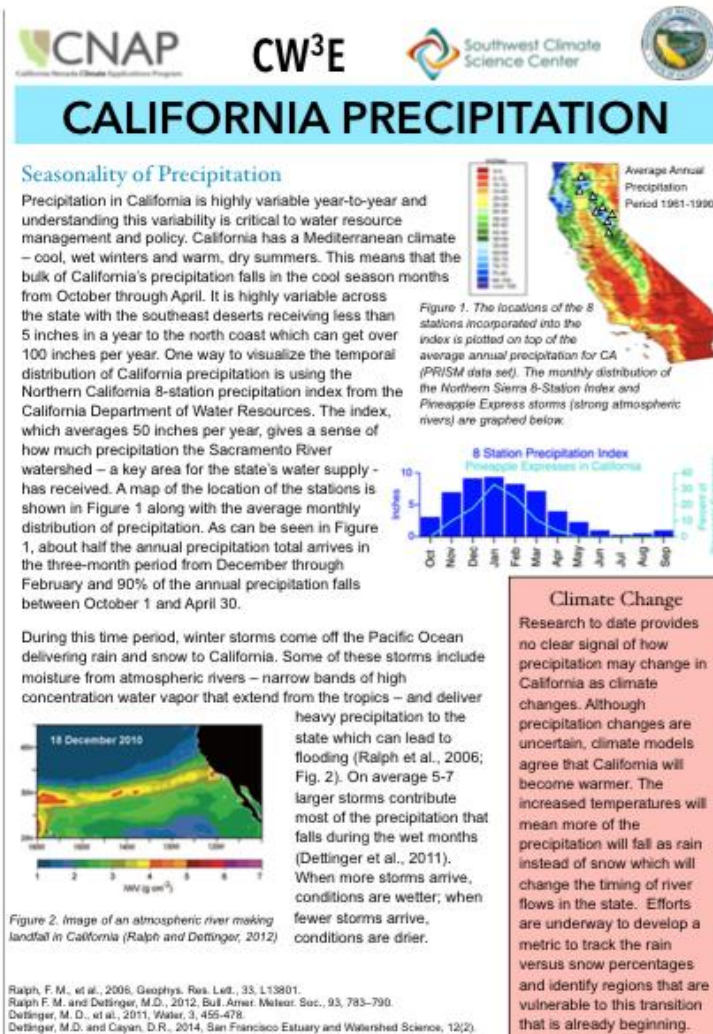 CNAP
California Nevada Climate Applications Program
CW³E
Southwest Climate
Science Center
CALIFORNIA PRECIPITATION
Seasonality of Precipitation
Precipitation in California is highly variable year-to-year and
understanding this variability is critical to water resource
management and policy. California has a Mediterranean climate
– cool, wet winters and warm, dry summers. This means that the
bulk of California's precipitation falls in the cool season months
from October through April. It is highly variable across
the state with the southeast deserts receiving less than
5 inches in a year to the north coast which can get over
100 inches per year. One way to visualize the temporal
distribution of California precipitation is using the
Northern California 8-station precipitation index from the
California Department of Water Resources. The index,
which averages 50 inches per year, gives a sense of
how much precipitation the Sacramento River
watershed – a key area for the state's water supply -
has received. A map of the location of the stations is
shown in Figure 1 along with the average monthly
distribution of precipitation. As can be seen in Figure
1, about half the annual precipitation total arrives in
the three-month period from December through
February and 90% of the annual precipitation falls
between October 1 and April 30.
Average Annual
Precipitation
Period 1961-1990
Figure 1. The locations of the 8
stations incorporated into the
index is plotted on top of the
average annual precipitation for CA
(PRISM data set). The monthly distribution of
the Northern Sierra 8-Station Index and
Pineapple Express storms (strong atmospheric
rivers) are graphed below.
8 Station Precipitation Index
Pineapple Expresses in California
Inches
10
5
0
40
30
20
10
0
Percent of
Oct Nov Dec Jan Feb Mar Apr May Jun Jul Aug Sep
During this time period, winter storms come off the Pacific Ocean
delivering rain and snow to California. Some of these storms include
moisture from atmospheric rivers – narrow bands of high
concentration water vapor that extend from the tropics – and deliver
heavy precipitation to the
state which can lead to
flooding (Ralph et al., 2006;
Fig. 2). On average 5-7
larger storms contribute
most of the precipitation that
falls during the wet months
(Dettinger et al., 2011).
When more storms arrive,
conditions are wetter; when
fewer storms arrive,
conditions are drier.
18 December 2010
1 2 3 4 5 6 7
IWV (g cm⁻²)
Figure 2. Image of an atmospheric river making
landfall in California (Ralph and Dettinger, 2012)
Climate Change
Research to date provides
no clear signal of how
precipitation may change in
California as climate
changes. Although
precipitation changes are
uncertain, climate models
agree that California will
become warmer. The
increased temperatures will
mean more of the
precipitation will fall as rain
instead of snow which will
change the timing of river
flows in the state. Efforts
are underway to develop a
metric to track the rain
versus snow percentages
and identify regions that are
vulnerable to this transition
that is already beginning.
Ralph, F. M., et al., 2006, Geophys. Res. Lett., 33, L13801.
Ralph F. M. and Dettinger, M.D., 2012, Bull. Amer. Meteor. Soc., 93, 783–790.
Dettinger, M. D., et al., 2011, Water, 3, 455-478.
Dettinger, M.D. and Cayan, D.R., 2014, San Francisco Estuary and Watershed Science, 12(2).